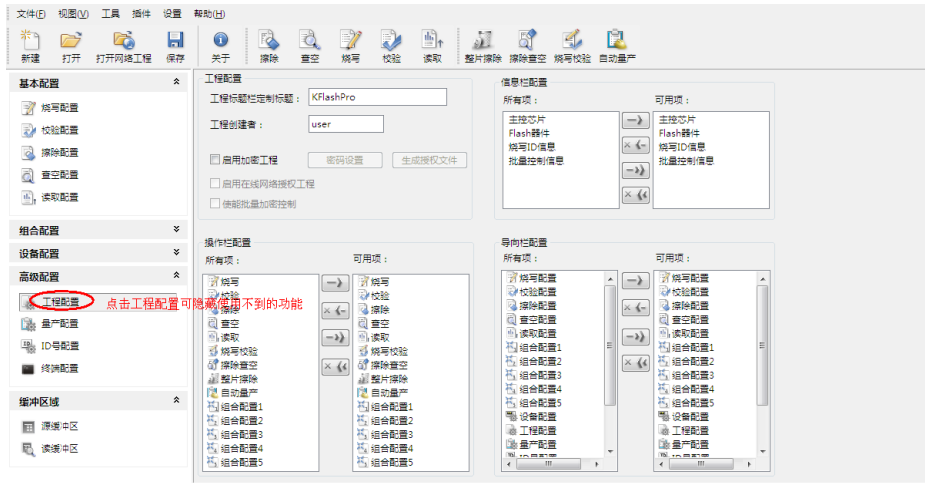 文件(F) 视图(V) 工具 插件 设置 帮助(H)
新建 打开 打开网络工程 保存 关于 擦除 查空 烧写 校验 读取 整片擦除 擦除查空 烧写校验 自动量产
基本配置
烧写配置
校验配置
擦除配置
查空配置
读取配置
组合配置
设备配置
高级配置
工程配置
点击工程配置可隐藏使用不到的功能
量产配置
ID号配置
终端配置
缓冲区域
源缓冲区
读缓冲区
工程配置
工程标题栏定制标题: KFlashPro
工程创建者: user
启用加密工程 密码设置 生成授权文件
启用在线网络授权工程
使能批量加密控制
信息栏配置
所有项: 可用项:
主控芯片 主控芯片
Flash器件 Flash器件
烧写ID信息 烧写ID信息
批量控制信息 批量控制信息
操作栏配置
所有项: 可用项:
烧写 烧写
校验 校验
擦除 擦除
查空 查空
读取 读取
烧写校验 烧写校验
擦除查空 擦除查空
整片擦除 整片擦除
自动量产 自动量产
组合配置1 组合配置1
组合配置2 组合配置2
组合配置3 组合配置3
组合配置4 组合配置4
组合配置5 组合配置5
导向栏配置
所有项: 可用项:
烧写配置 烧写配置
校验配置 校验配置
擦除配置 擦除配置
查空配置 查空配置
读取配置 读取配置
组合配置1 组合配置1
组合配置2 组合配置2
组合配置3 组合配置3
组合配置4 组合配置4
组合配置5 组合配置5
设备配置 设备配置
工程配置 工程配置
量产配置 量产配置
ID号配置 ID号配置